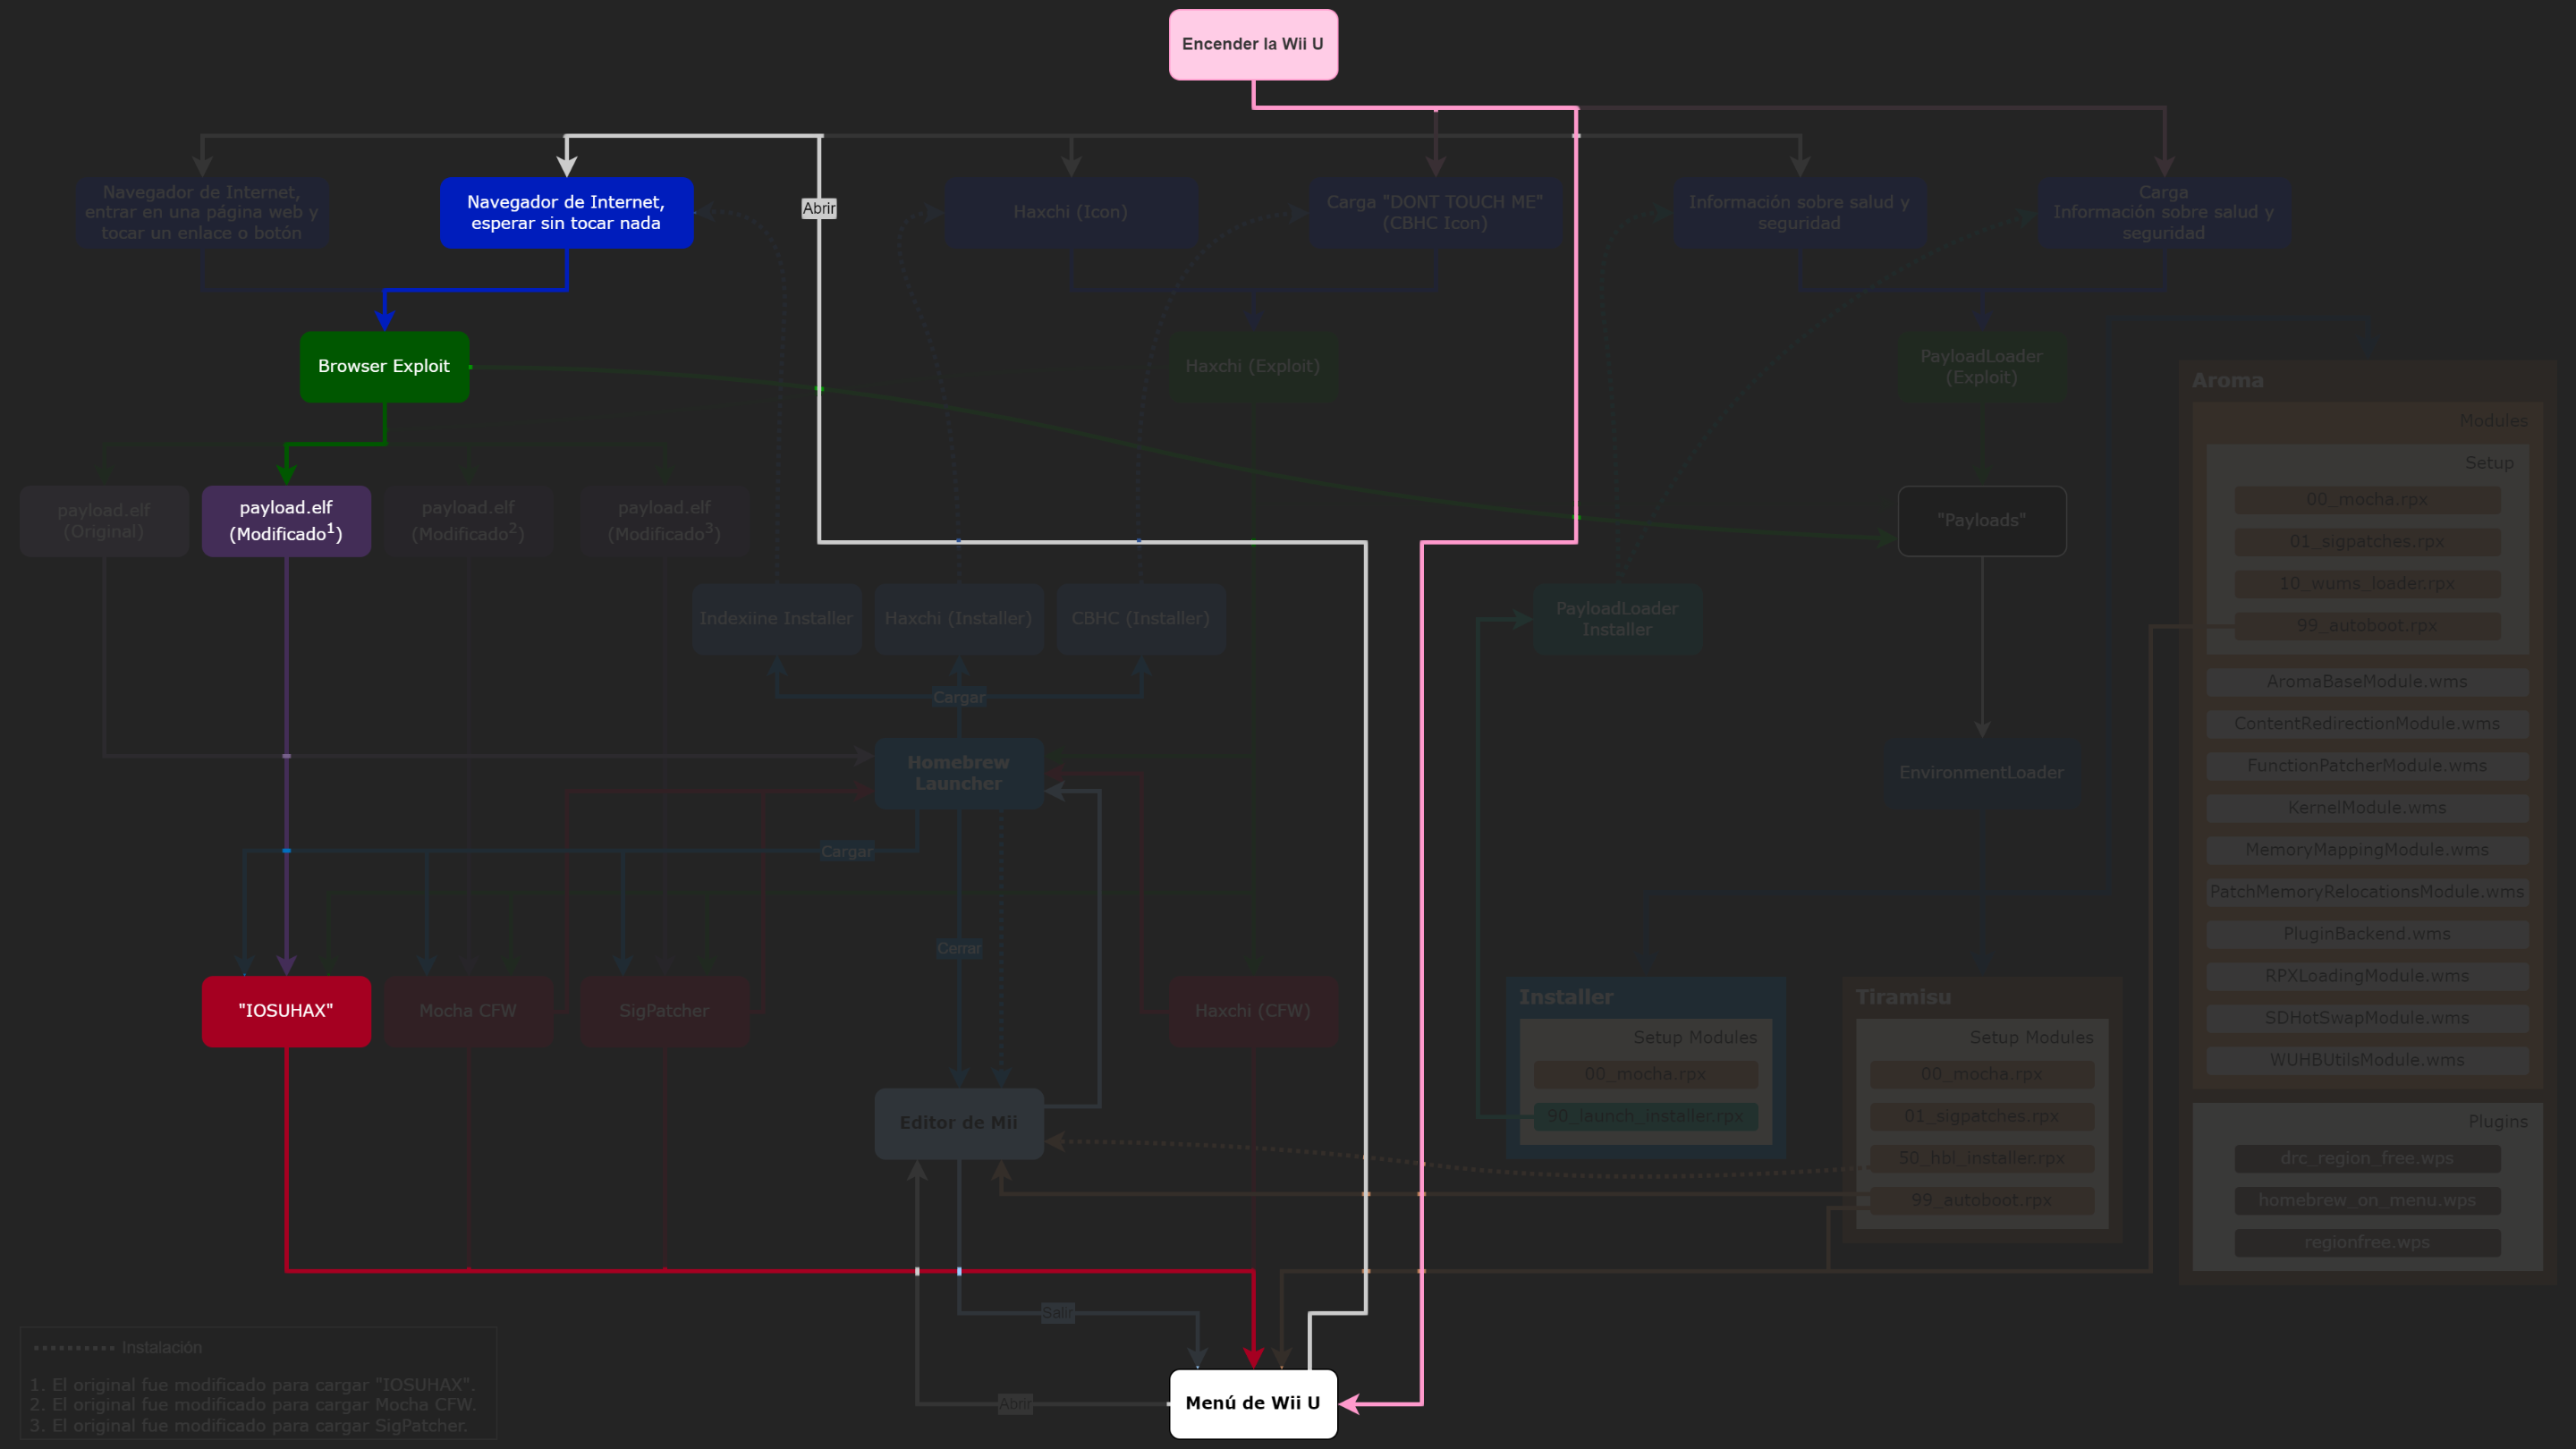 Encender la Wii U
Navegador de Internet,
entrar en una página web y
tocar un enlace o botón
Navegador de Internet,
esperar sin tocar nada
Abrir
Haxchi (Icon)
Carga "DONT TOUCH ME"
(CBHC Icon)
Información sobre salud y
seguridad
Carga
Información sobre salud y
seguridad
Browser Exploit
Haxchi (Exploit)
PayloadLoader
(Exploit)
payload.elf
(Original)
payload.elf
(Modificado1)
payload.elf
(Modificado2)
payload.elf
(Modificado3)
"Payloads"
Indexiine Installer
Haxchi (Installer)
CBHC (Installer)
PayloadLoader
Installer
Cargar
Homebrew
Launcher
EnvironmentLoader
Cargar
Cerrar
"IOSUHAX"
Mocha CFW
SigPatcher
Haxchi (CFW)
Editor de Mii
Installer
Setup Modules
00_mocha.rpx
90_launch_installer.rpx
Tiramisu
Setup Modules
00_mocha.rpx
01_sigpatches.rpx
50_hbl_installer.rpx
99_autoboot.rpx
Aroma
Modules
Setup
00_mocha.rpx
01_sigpatches.rpx
10_wums_loader.rpx
99_autoboot.rpx
AromaBaseModule.wms
ContentRedirectionModule.wms
FunctionPatcherModule.wms
KernelModule.wms
MemoryMappingModule.wms
PatchMemoryRelocationsModule.wms
PluginBackend.wms
RPXLoadingModule.wms
SDHotSwapModule.wms
WUHBUtilsModule.wms
Plugins
drc_region_free.wps
homebrew_on_menu.wps
regionfree.wps
Salir
Abrir
Menú de Wii U
Instalación
1. El original fue modificado para cargar "IOSUHAX".
2. El original fue modificado para cargar Mocha CFW.
3. El original fue modificado para cargar SigPatcher.